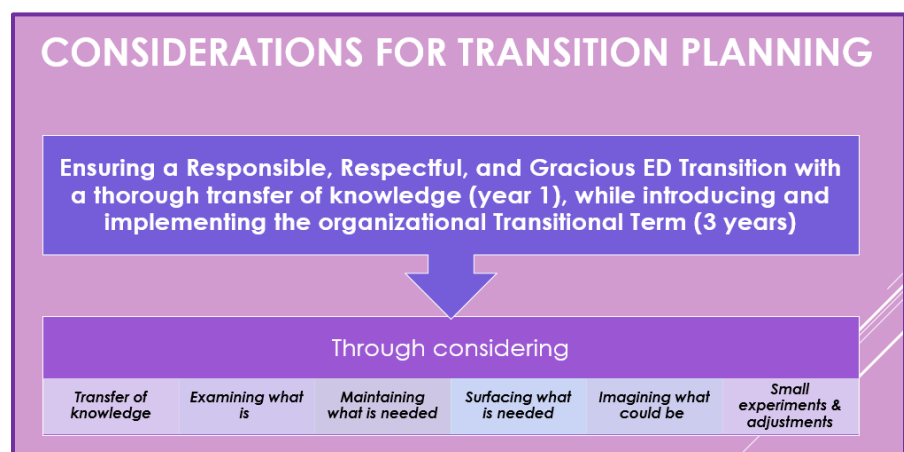 CONSIDERATIONS FOR TRANSITION PLANNING
Ensuring a Responsible, Respectful, and Gracious ED Transition with
a thorough transfer of knowledge (year 1), while introducing and
implementing the organizational Transitional Term (3 years)
Through considering
Transfer of
knowledge
Examining what
is
Maintaining
what is needed
Surfacing what
is needed
Imagining what
could be
Small
experiments &
adjustments